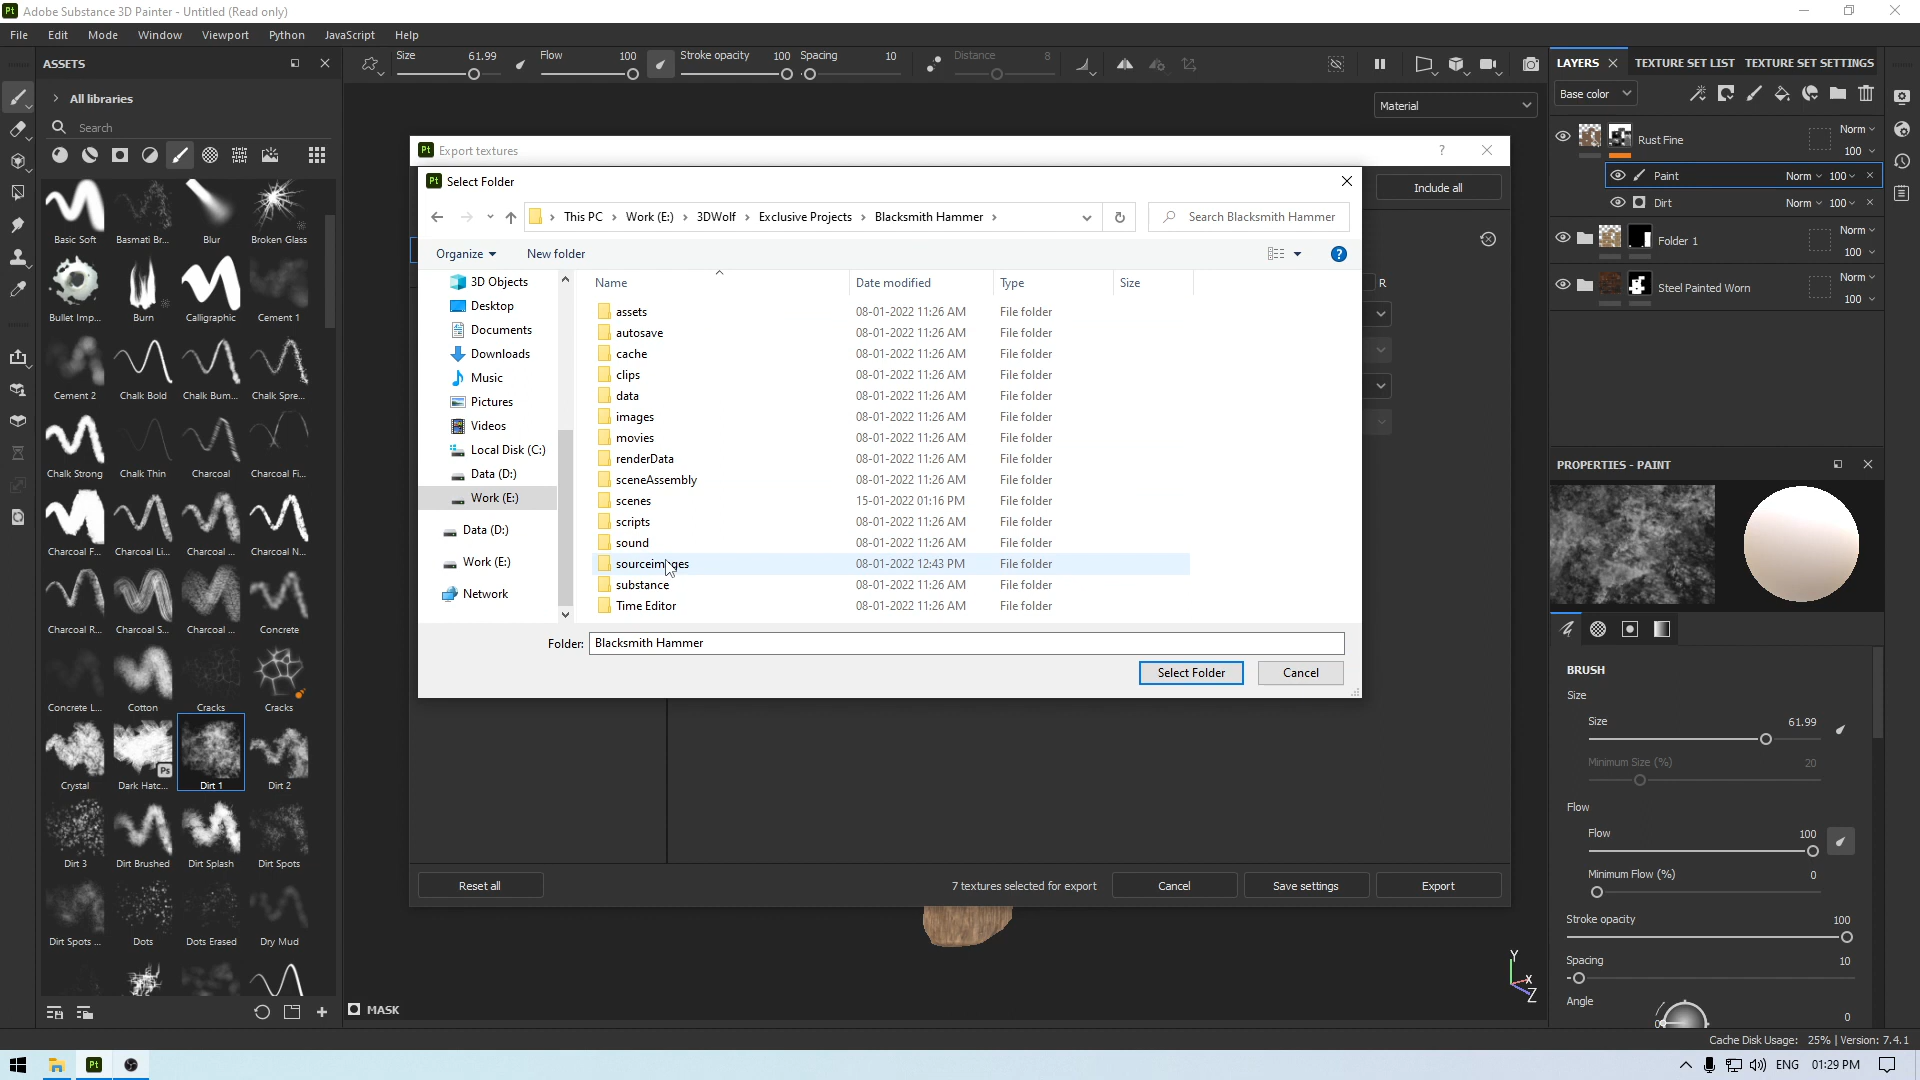 Adobe Substance 3D Painter - Untitled (Read only)
File Edit Mode Window Viewport Python JavaScript Help
ASSETS
All libraries
Search
Basic Soft Basmati Br... Blur Broken Glass
Bullet Imp... Burn Calligraphic Cement 1
Cement 2 Chalk Bold Chalk Bum... Chalk Spre...
Chalk Strong Chalk Thin Charcoal Charcoal Fi...
Charcoal F... Charcoal Li... Charcoal ... Charcoal N...
Charcoal R... Charcoal S... Charcoal ... Concrete
Concrete L... Cotton Cracks Cracks
Crystal Dark Hatc... Dirt 1 Dirt 2
Ps
Dirt 3 Dirt Brushed Dirt Splash Dirt Spots
Dirt Spots ... Dots Dots Erased Dry Mud
Size 61.99 Flow 100 Stroke opacity 100 Spacing 10 Distance 8
Material
Export textures
?
Include all
R
Select Folder
This PC Work (E:) 3DWolf Exclusive Projects Blacksmith Hammer
Search Blacksmith Hammer
Organize New folder
?
3D Objects
Desktop
Documents
Downloads
Music
Pictures
Videos
Local Disk (C:)
Data (D:)
Work (E:)
Data (D:)
Work (E:)
Network
Name Date modified Type Size
assets 08-01-2022 11:26 AM File folder
autosave 08-01-2022 11:26 AM File folder
cache 08-01-2022 11:26 AM File folder
clips 08-01-2022 11:26 AM File folder
data 08-01-2022 11:26 AM File folder
images 08-01-2022 11:26 AM File folder
movies 08-01-2022 11:26 AM File folder
renderData 08-01-2022 11:26 AM File folder
sceneAssembly 08-01-2022 11:26 AM File folder
scenes 15-01-2022 01:16 PM File folder
scripts 08-01-2022 11:26 AM File folder
sound 08-01-2022 11:26 AM File folder
sourceimages 08-01-2022 12:43 PM File folder
substance 08-01-2022 11:26 AM File folder
Time Editor 08-01-2022 11:26 AM File folder
Folder: Blacksmith Hammer
Select Folder Cancel
Reset all 7 textures selected for export Cancel Save settings Export
MASK
Y
X
Z
LAYERS TEXTURE SET LIST TEXTURE SET SETTINGS
Base color
Rust Fine Norm 100
Paint Norm 100
Dirt Norm 100
Folder 1 Norm 100
Steel Painted Worn Norm 100
PROPERTIES - PAINT
BRUSH
Size
Size 61.99
Minimum Size (%) 20
Flow
Flow 100
Minimum Flow (%) 0
Stroke opacity 100
Spacing 10
Angle 0
Cache Disk Usage: 25% | Version: 7.4.1
Pt ENG 01:29 PM